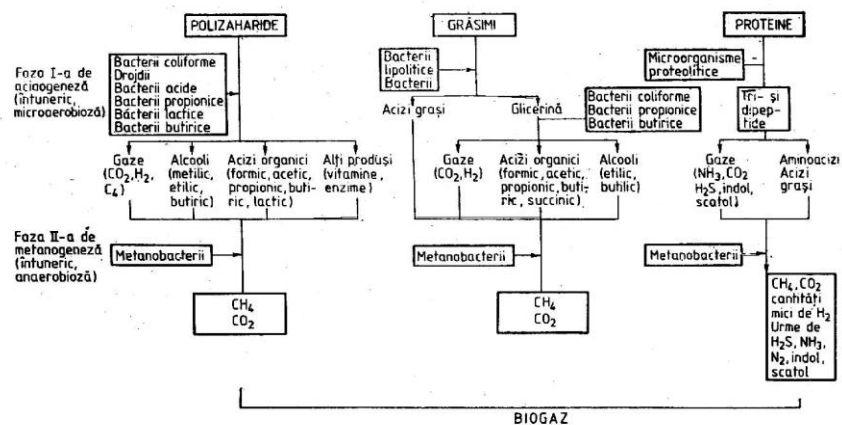 POLIZAHARIDE
GRĂSIMI
PROTEINE
Faza I-a de
aciaogeneză
(întuneric,
microaerobioză)
Bacterii coliforme
Drojdii
Bacterii acide
Bacterii propionice
Bacterii lactice
Bacterii butirice
Bacterii
lipolitice
Bacterii
Microorganisme
proteolitice
Acizi grași
Glicerină
Bacterii coliforme
Bacterii propionice
Bacterii butirice
Tri- și
dipep-
tide
Gaze
(CO2,H2,
C4)
Alcooli
(metilic,
etilic,
butiric)
Acizi organici
(formic, acetic,
propionic, buti-
ric, lactic)
Alți produși
(vitamine,
enzime)
Gaze
(CO2,H2)
Acizi organici
(formic, acetic,
propionic, buti-
ric, succinic)
Alcooli
(etilic,
butilic)
Gaze
(NH3,CO2
H2S, indol,
scatol)
Aminoacizi
Acizi
grași
Faza II-a de
metanogeneză
(întuneric,
anaerobioză)
Metanobacterii
Metanobacterii
Metanobacterii
CH4
CO2
CH4
CO2
CH4, CO2
cantități
mici de H2
Urme de
H2S, NH3,
N2, indol,
scatol
BIOGAZ